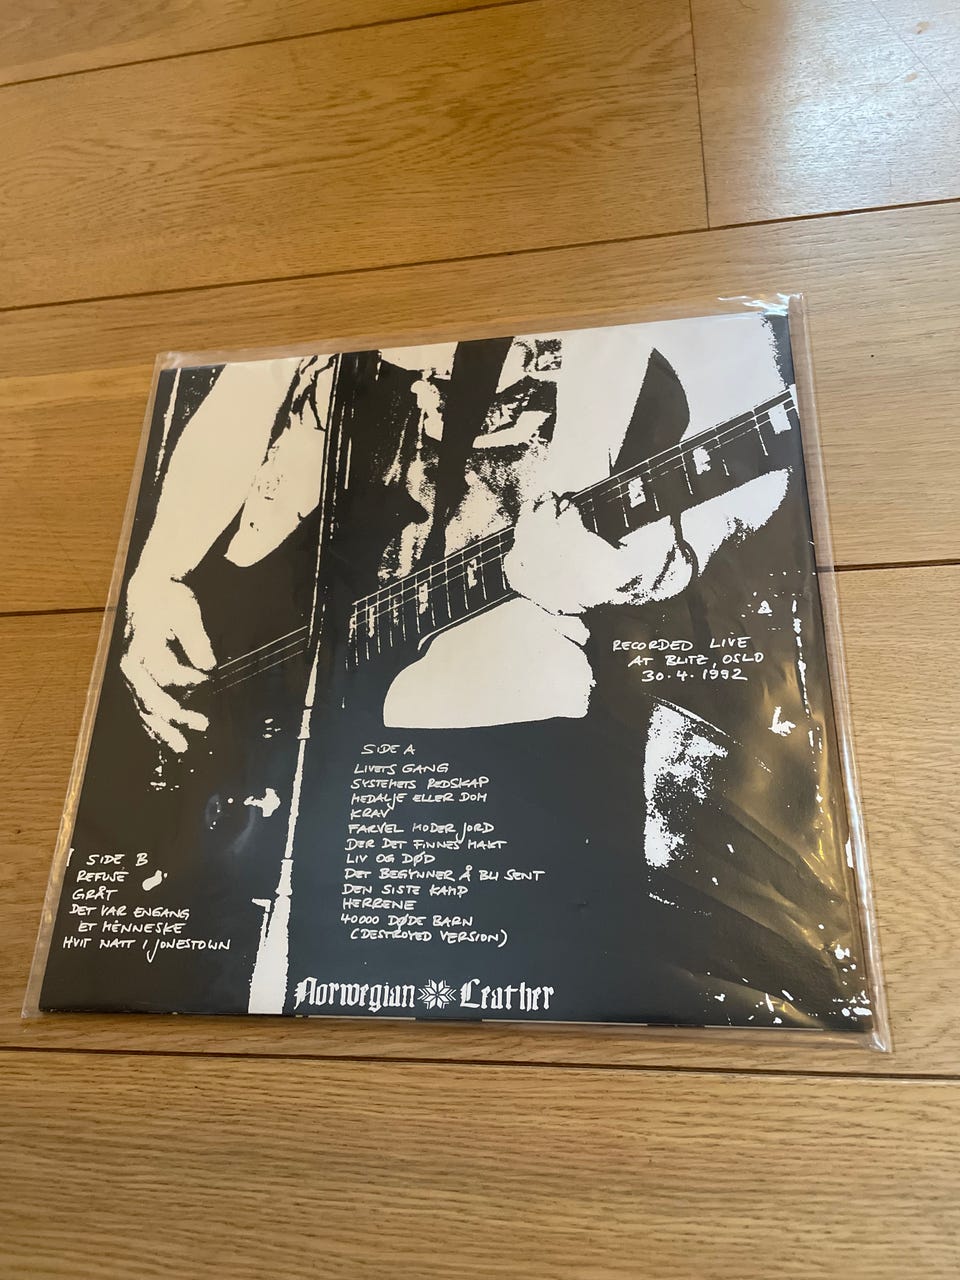 RECORDED LIVE
AT BLITZ, OSLO
30.4.1992
SIDE A
LIVETS GANG
SYSTEMETS REDSKAP
MEDALJE ELLER DOM
KRAV
FARVEL MODER JORD
DER DET FINNES MAKT
LIV OG DØD
DET BEGYNNER Å BLI SENT
DEN SISTE KAMP
HERRENE
40000 DØDE BARN
(DESTROYED VERSION)
SIDE B
REFUSE
GRÅT
DET VAR ENGANG
ET MENNESKE
HVIT NATT I JONESTOWN
Norwegian Leather